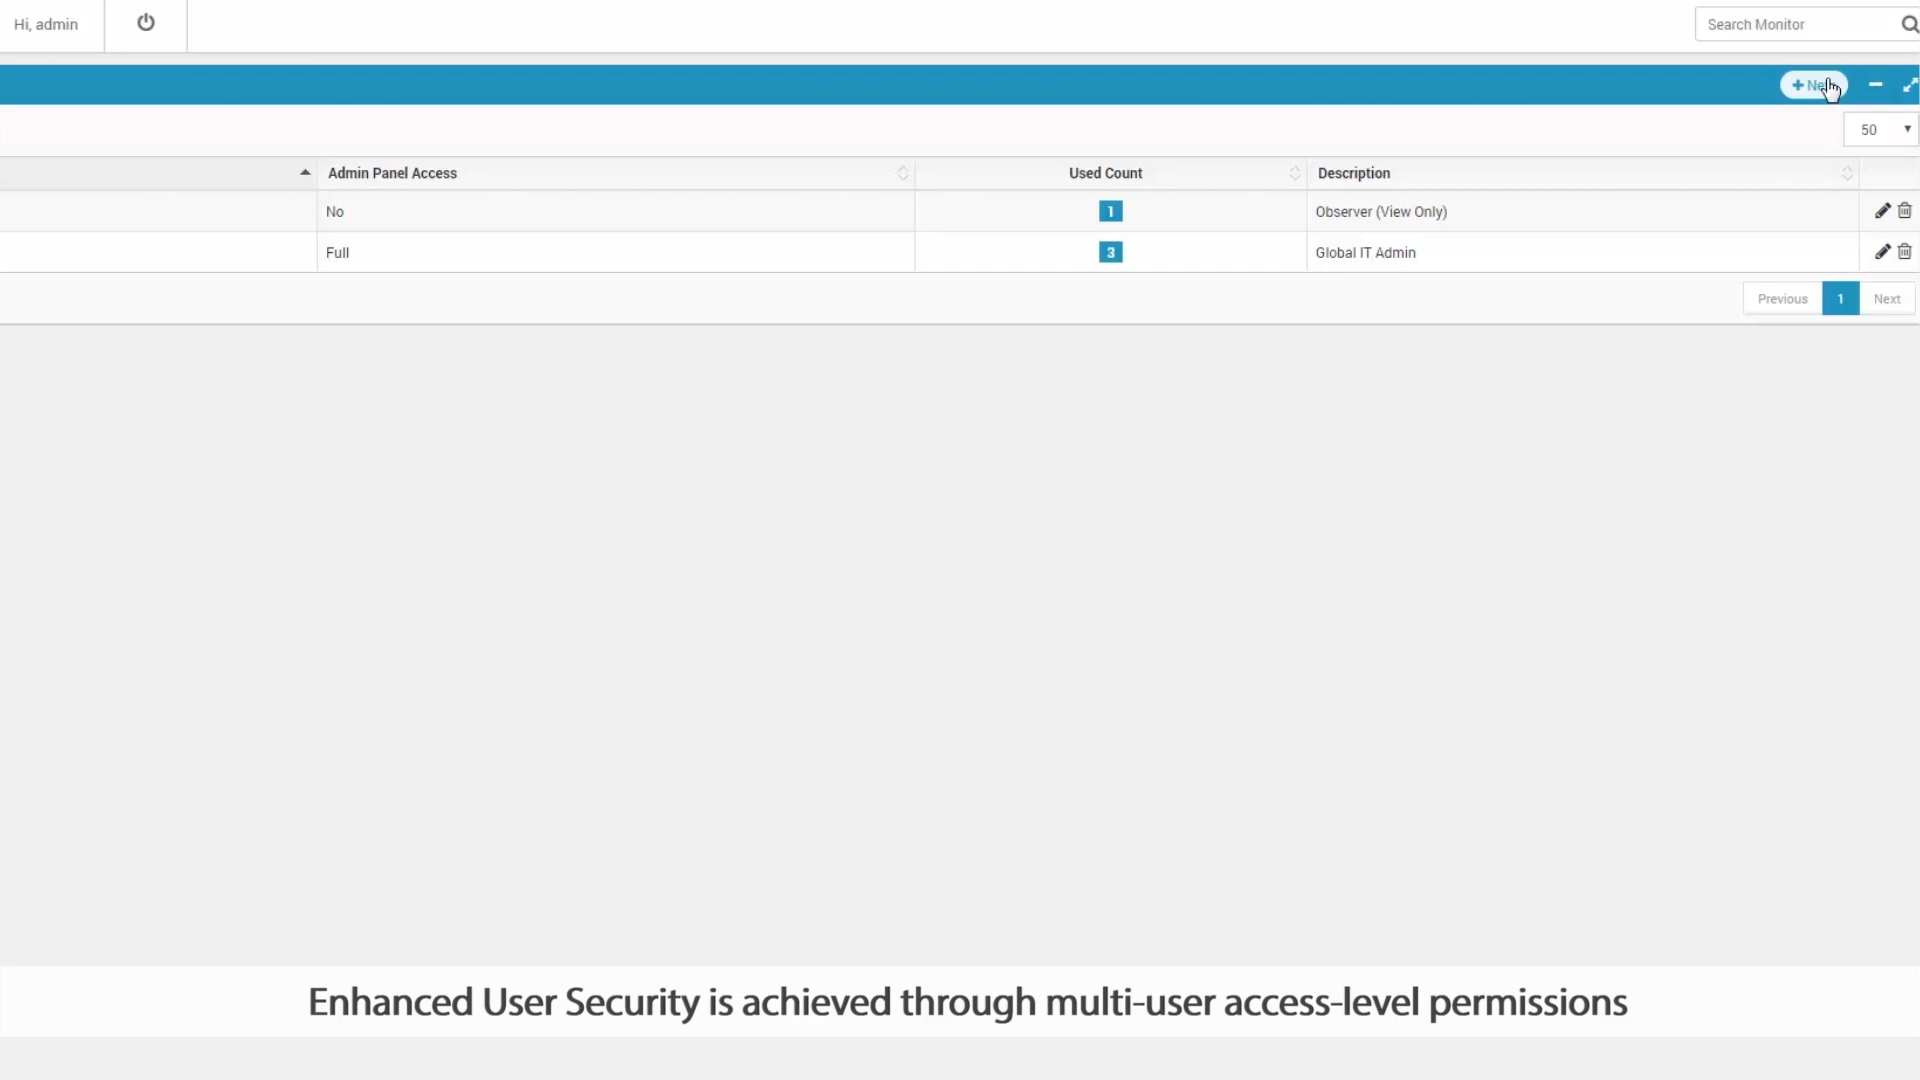 Hi, admin
Search Monitor
50
Admin Panel Access Used Count Description
No 1 Observer (View Only)
Full 3 Global IT Admin
Previous 1 Next
Enhanced User Security is achieved through multi-user access-level permissions